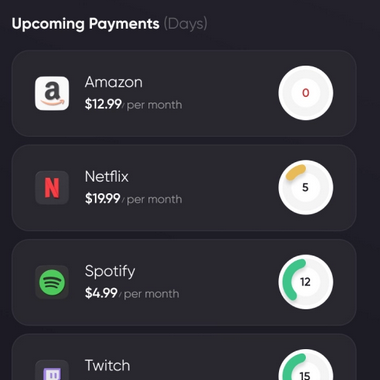 Upcoming Payments (Days)
Amazon
$12.99/ per month
0
Netflix
$19.99/ per month
5
Spotify
$4.99/ per month
12
Twitch
15